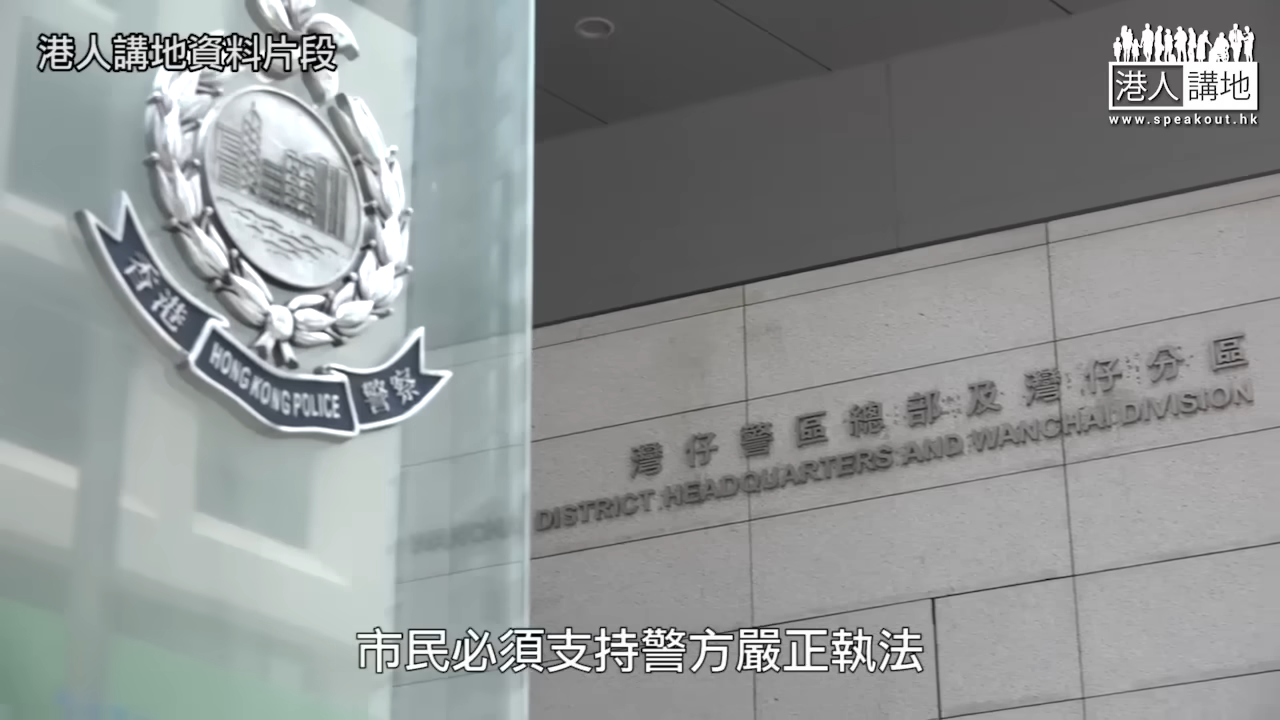 港人講地資料片段
港人講地
www.speakout.hk
香港
HONG KONG POLICE
警察
灣仔警區總部及灣仔分區
DISTRICT HEADQUARTERS AND WANCHAI DIVISION
市民必須支持警方嚴正執法